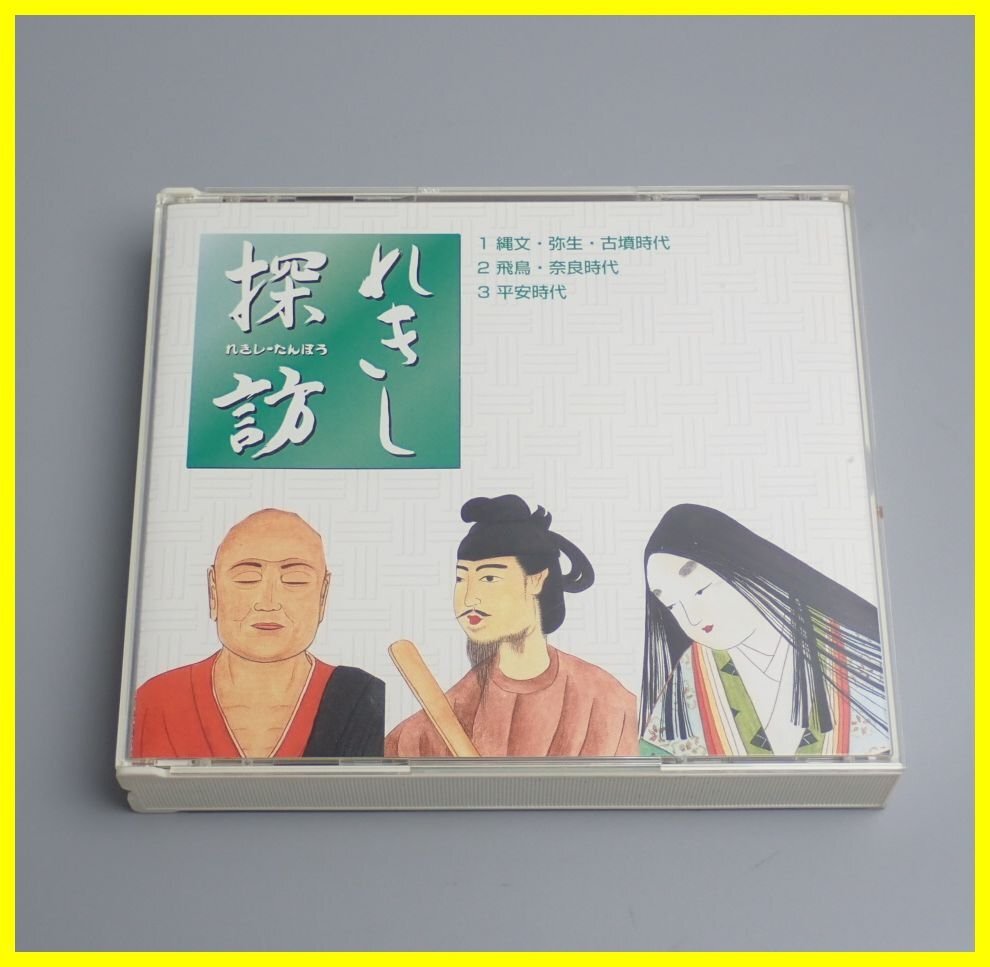 れきし
探訪
れきしーたんぼう
1 縄文・弥生・古墳時代
2 飛鳥・奈良時代
3 平安時代